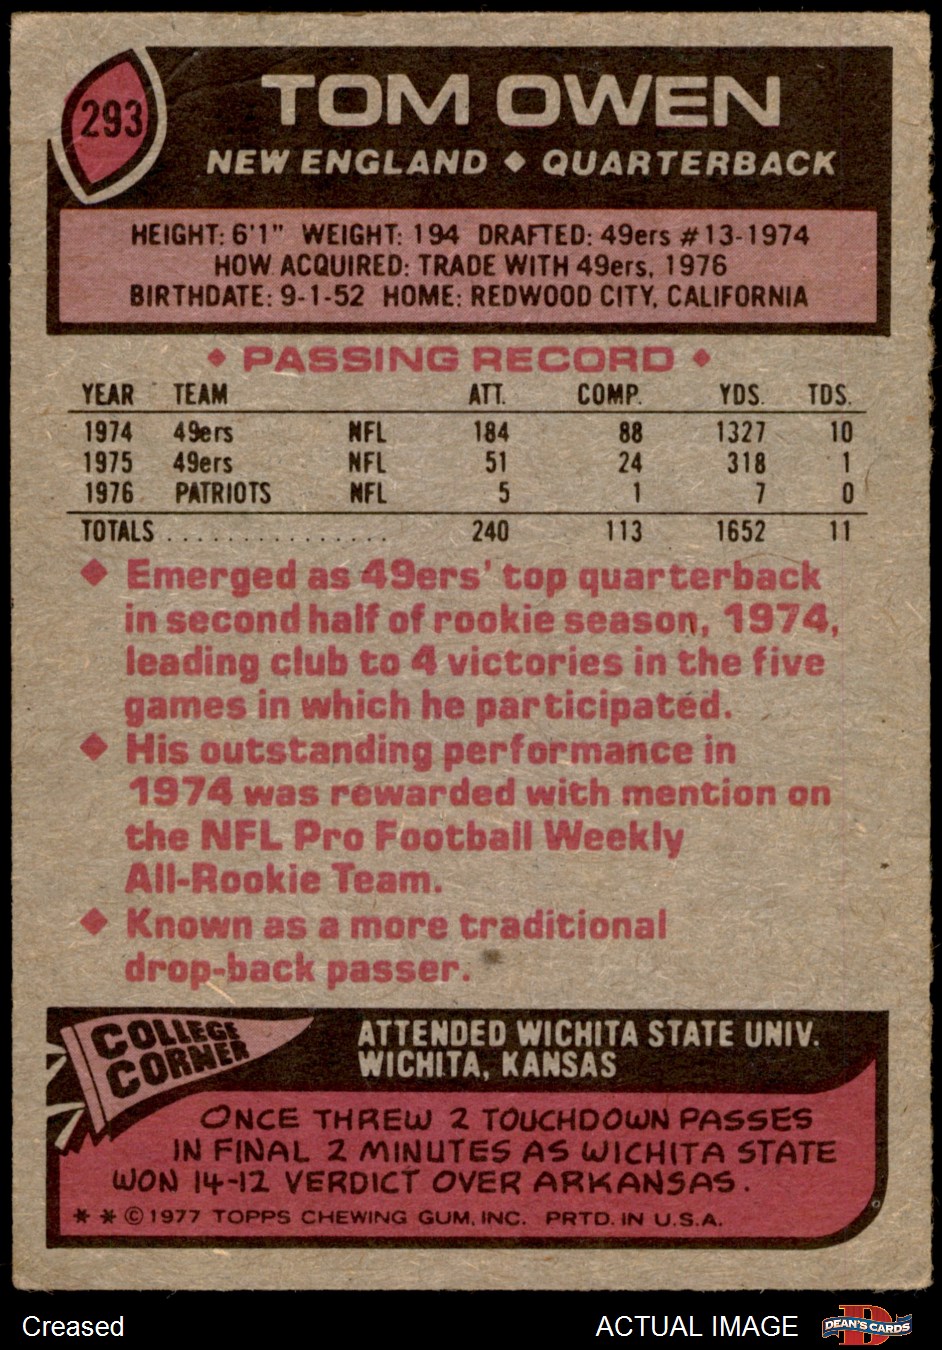 293
TOM OWEN
NEW ENGLAND ◆ QUARTERBACK
HEIGHT: 6'1" WEIGHT: 194 DRAFTED: 49ers #13-1974
HOW ACQUIRED: TRADE WITH 49ers, 1976
BIRTHDATE: 9-1-52 HOME: REDWOOD CITY, CALIFORNIA
◆ PASSING RECORD ◆
YEAR TEAM ATT. COMP. YDS. TDS.
1974 49ers NFL 184 88 1327 10
1975 49ers NFL 51 24 318 1
1976 PATRIOTS NFL 5 1 7 0
TOTALS . . . . . . . . . . . . . . . 240 113 1652 11
◆ Emerged as 49ers' top quarterback
in second half of rookie season, 1974,
leading club to 4 victories in the five
games in which he participated.
◆ His outstanding performance in
1974 was rewarded with mention on
the NFL Pro Football Weekly
All-Rookie Team.
◆ Known as a more traditional
drop-back passer.
COLLEGE
CORNER
ATTENDED WICHITA STATE UNIV.
WICHITA, KANSAS
ONCE THREW 2 TOUCHDOWN PASSES
IN FINAL 2 MINUTES AS WICHITA STATE
WON 14-12 VERDICT OVER ARKANSAS.
* * © 1977 TOPPS CHEWING GUM, INC. PRTD. IN U.S.A.
Creased
ACTUAL IMAGE
D
DEAN'S CARDS